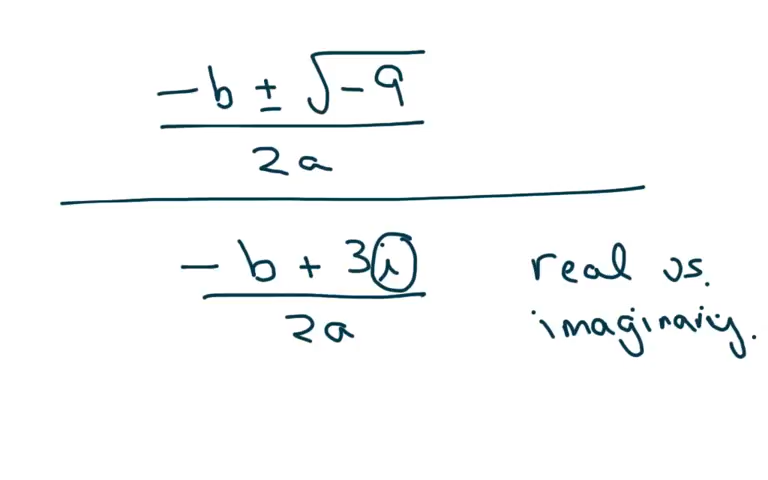 -b ± √-9
2a
-b + 3i
2a
real vs.
imaginary.